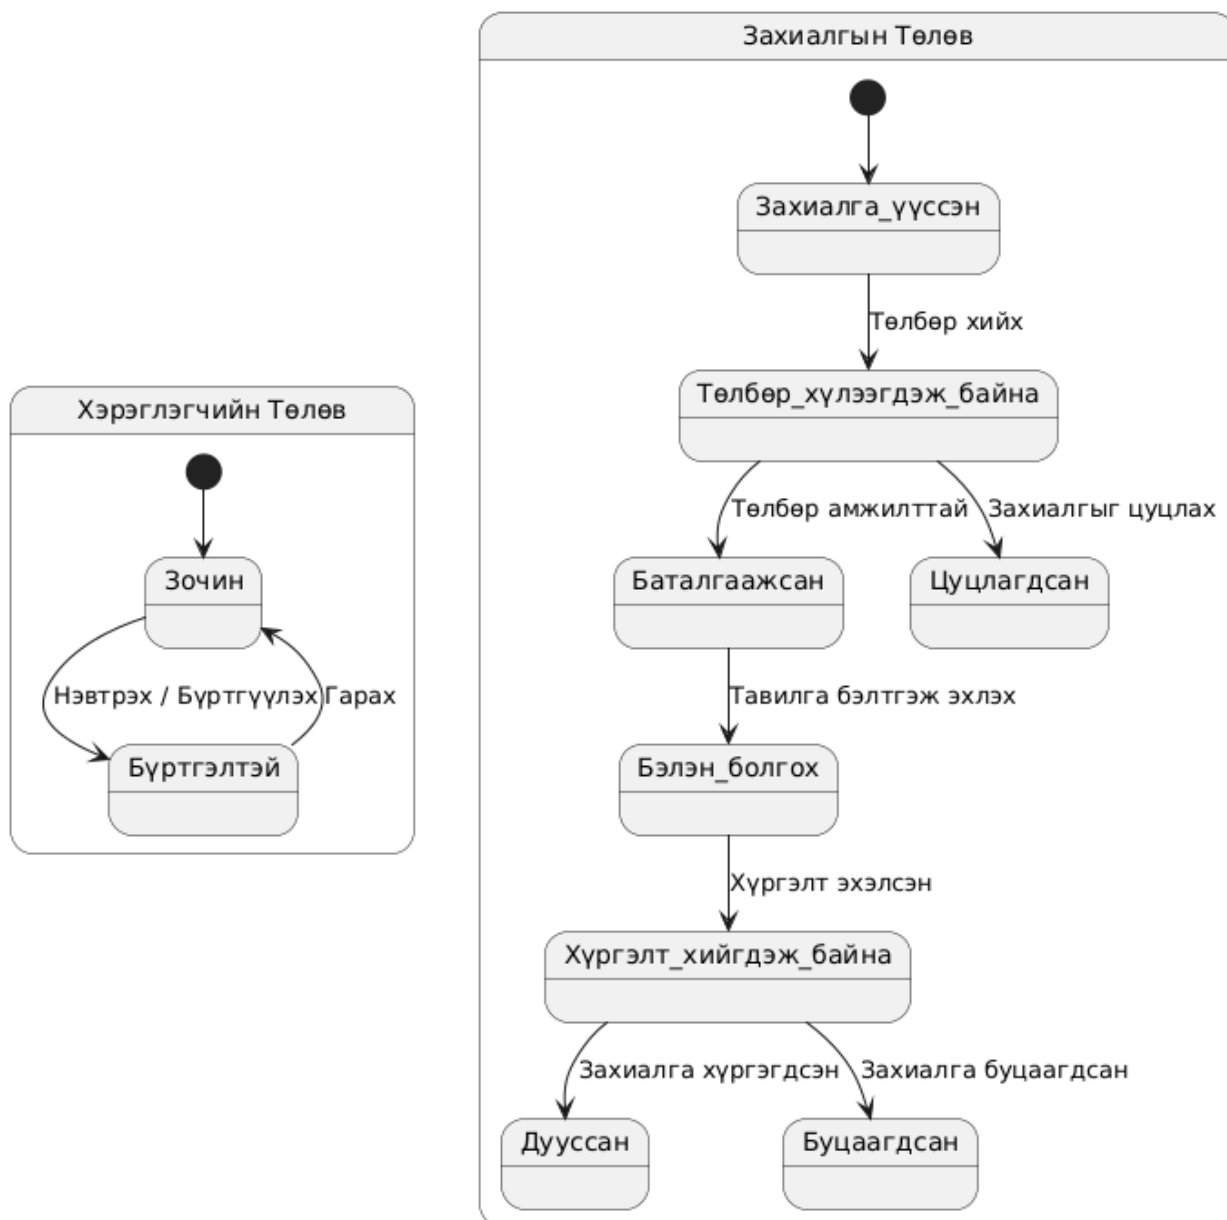 Хэрэглэгчийн Төлөв
Зочин
Нэвтрэх / Бүртгүүлэх
Гарах
Бүртгэлтэй
Захиалгын Төлөв
Захиалга_үүссэн
Төлбөр хийх
Төлбөр_хүлээгдэж_байна
Төлбөр амжилттай
Захиалгыг цуцлах
Баталгаажсан
Цуцлагдсан
Тавилга бэлтгэж эхлэх
Бэлэн_болгох
Хүргэлт эхэлсэн
Хүргэлт_хийгдэж_байна
Захиалга хүргэгдсэн
Захиалга буцаагдсан
Дууссан
Буцаагдсан